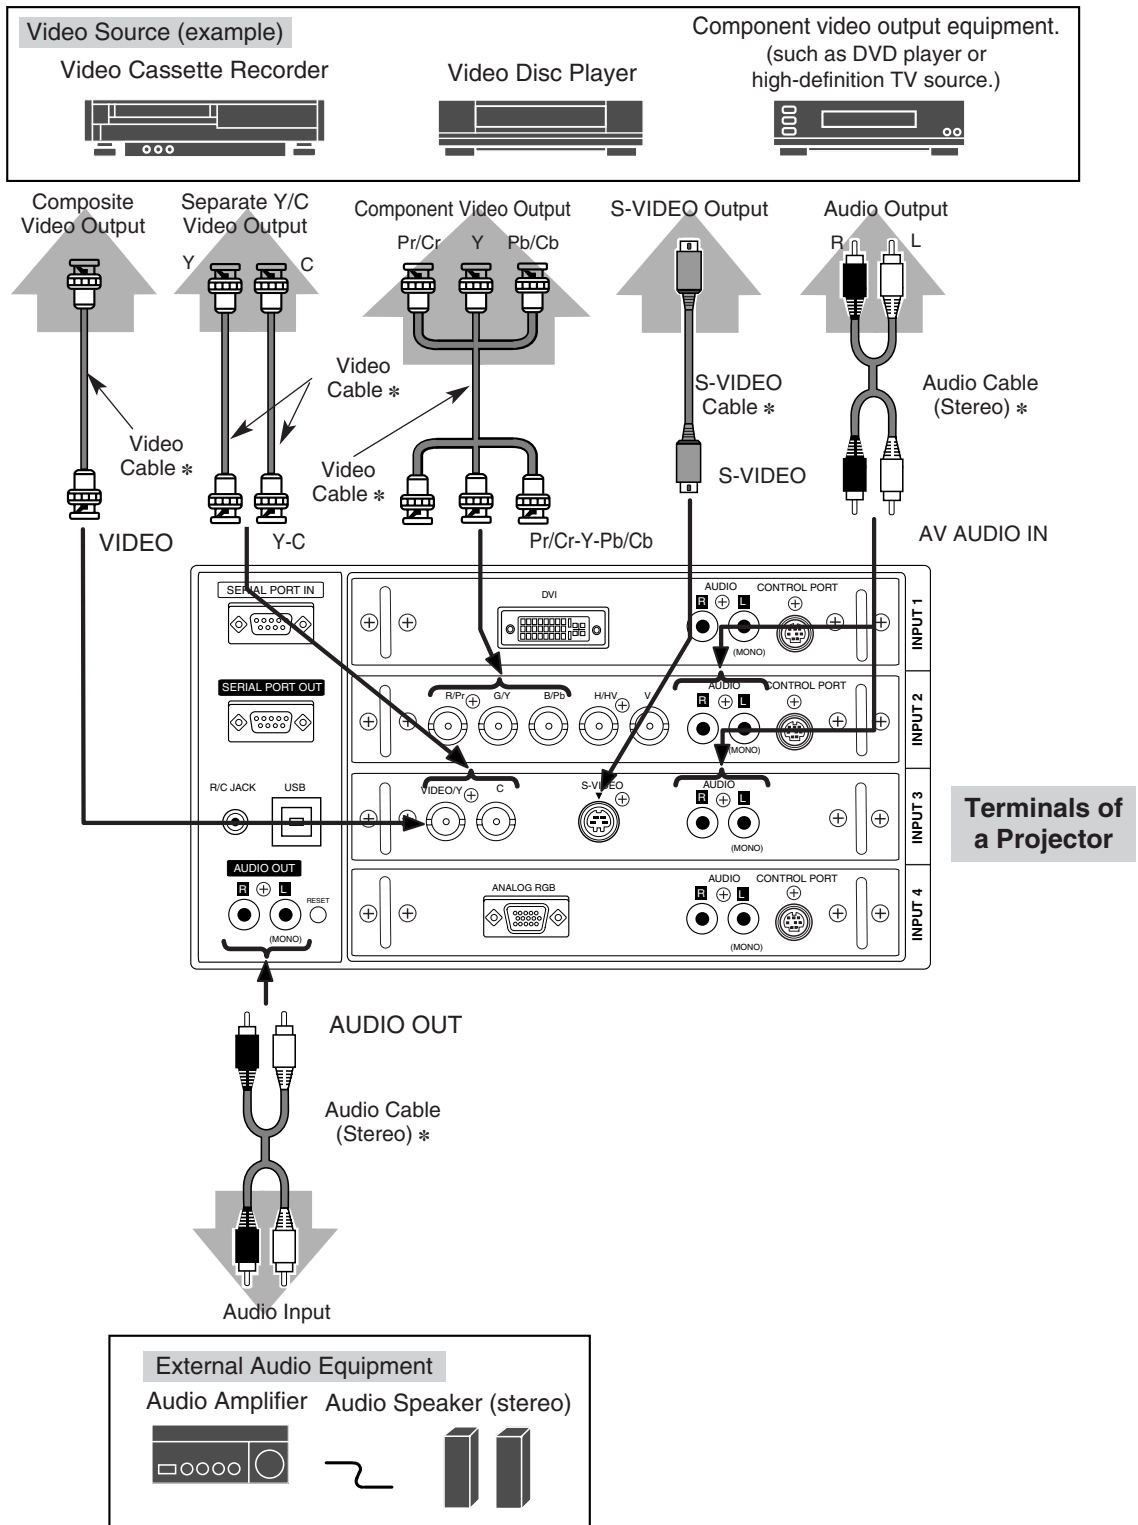 Video Source (example)
Video Cassette Recorder
Video Disc Player
Component video output equipment.
(such as DVD player or
high-definition TV source.)
Composite
Video Output
Separate Y/C
Video Output
Component Video Output
S-VIDEO Output
Audio Output
Y
C
Pr/Cr
Y
Pb/Cb
R
L
Video
Cable *
Video
Cable *
Video
Cable *
S-VIDEO
Cable *
Audio Cable
(Stereo) *
VIDEO
Y-C
Pr/Cr-Y-Pb/Cb
S-VIDEO
AV AUDIO IN
SERIAL PORT IN
DVI
AUDIO
R
L
(MONO)
CONTROL PORT
INPUT 1
SERIAL PORT OUT
R/Pr
G/Y
B/Pb
H/HV
V
AUDIO
R
L
(MONO)
CONTROL PORT
INPUT 2
R/C JACK
USB
VIDEO/Y
C
S-VIDEO
AUDIO
R
L
(MONO)
INPUT 3
Terminals of
a Projector
AUDIO OUT
R
L
RESET
(MONO)
ANALOG RGB
AUDIO
R
L
(MONO)
CONTROL PORT
INPUT 4
AUDIO OUT
Audio Cable
(Stereo) *
Audio Input
External Audio Equipment
Audio Amplifier
Audio Speaker (stereo)